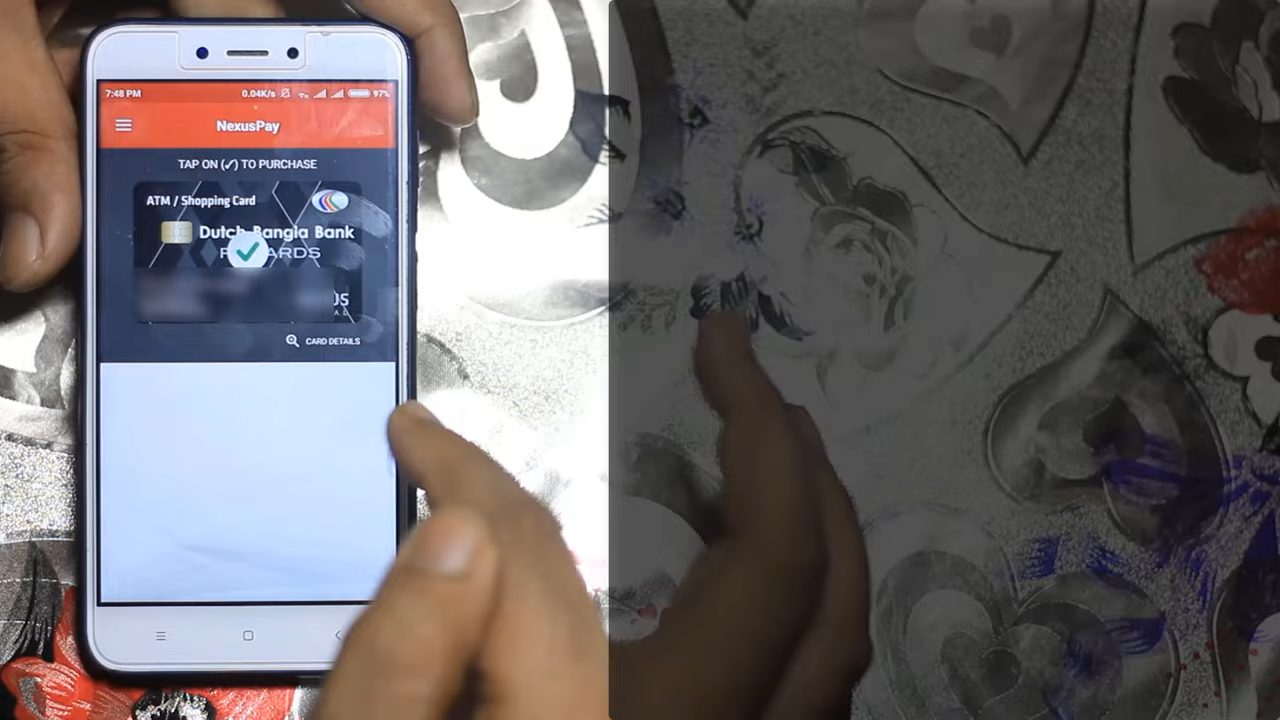 7:48 PM 0.04K/s 97%
NexusPay
TAP ON (✓) TO PURCHASE
ATM / Shopping Card
Dutch-Bangla Bank
CARD DETAILS